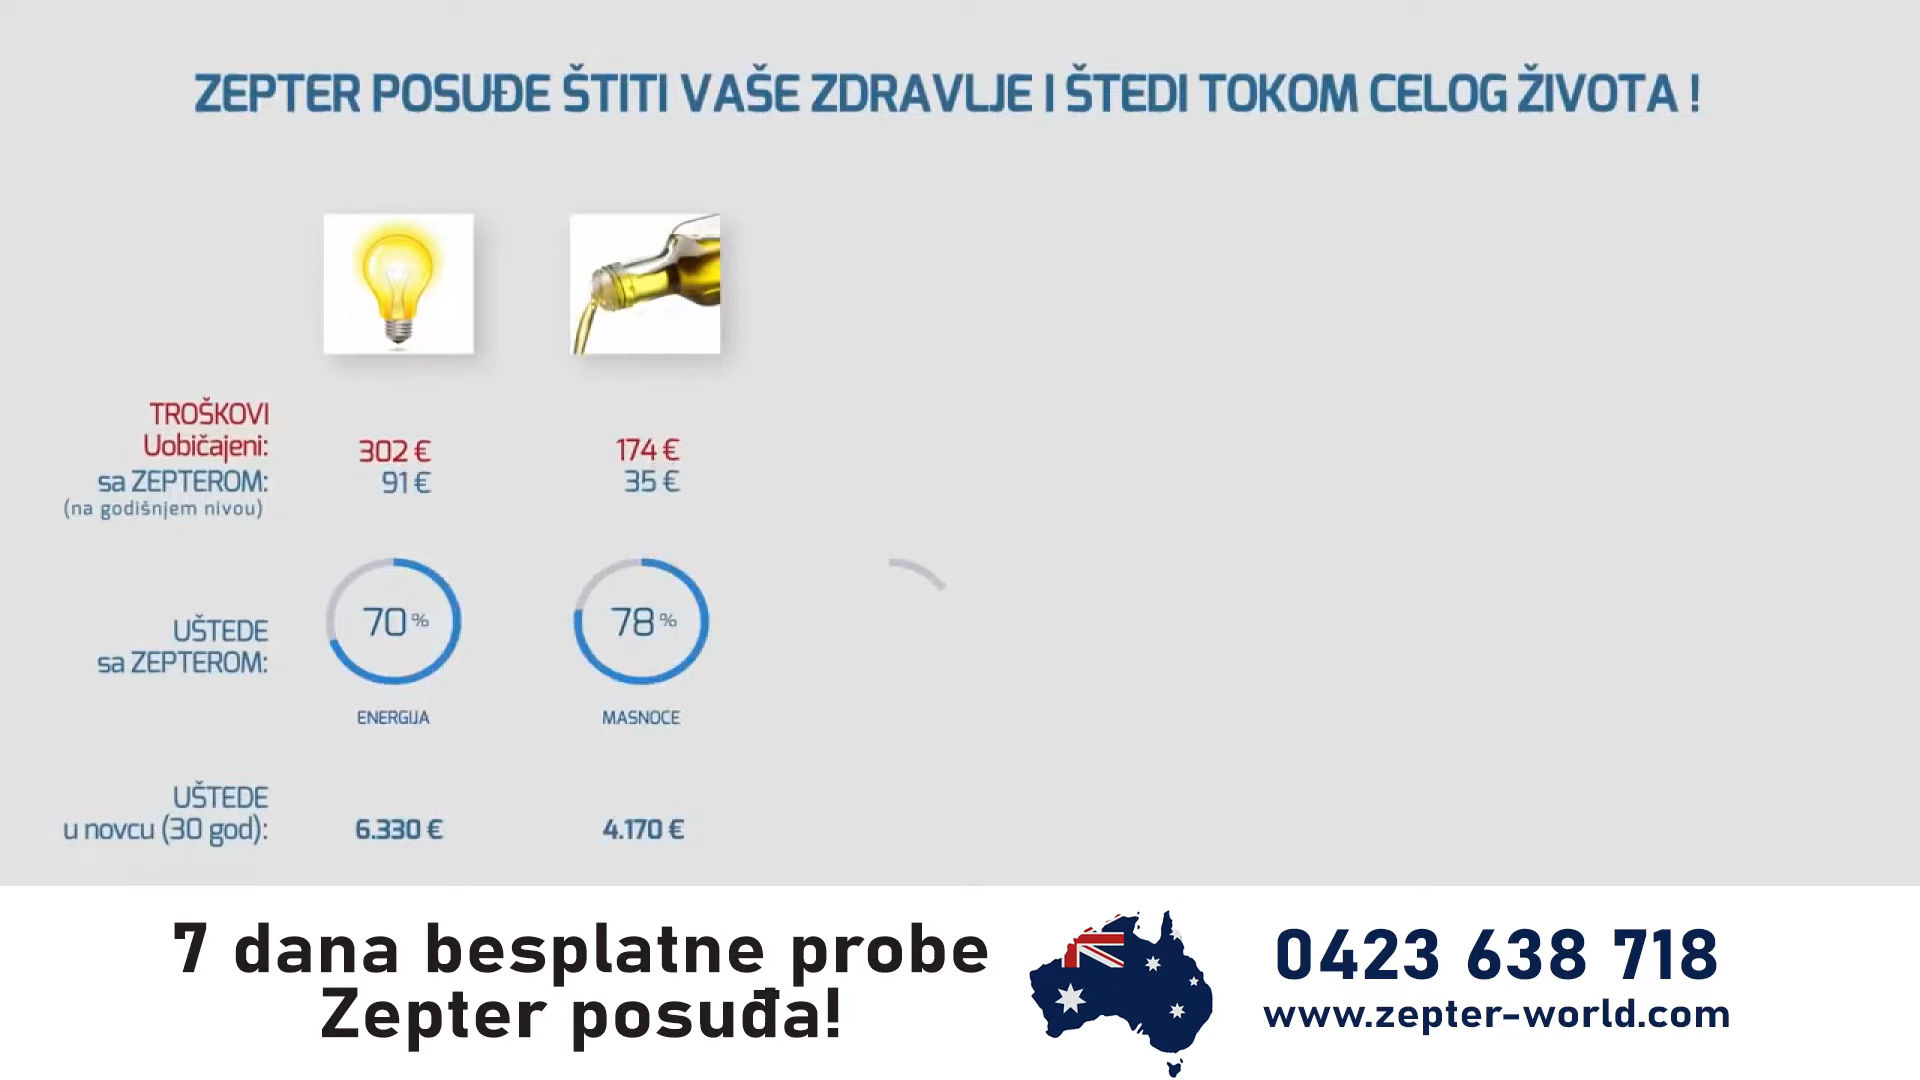 ZEPTER POSUĐE ŠTITI VAŠE ZDRAVLJE I ŠTEDI TOKOM CELOG ŽIVOTA !
TROŠKOVI
Uobičajeni: 302 € 174 €
sa ZEPTEROM: 91 € 35 €
(na godišnjem nivou)
70 % 78 %
UŠTEDE
sa ZEPTEROM:
ENERGIJA MASNOCE
UŠTEDE
u novcu (30 god): 6.330 € 4.170 €
7 dana besplatne probe
Zepter posuđa!
0423 638 718
www.zepter-world.com